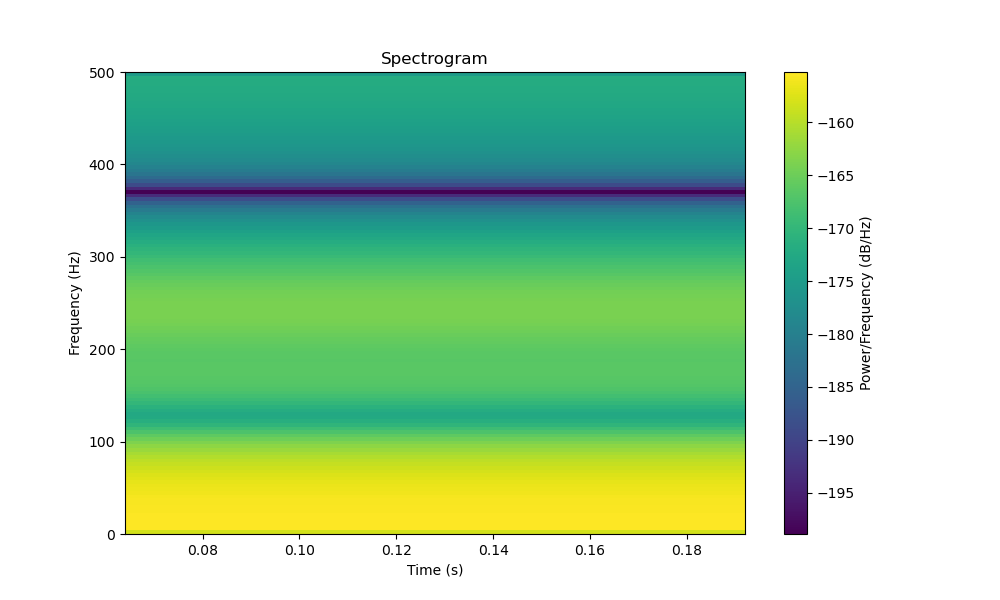 Spectrogram
500
400
300
200
100
0
Frequency (Hz)
0.08 0.10 0.12 0.14 0.16 0.18
Time (s)
−160
−165
−170
−175
−180
−185
−190
−195
Power/Frequency (dB/Hz)